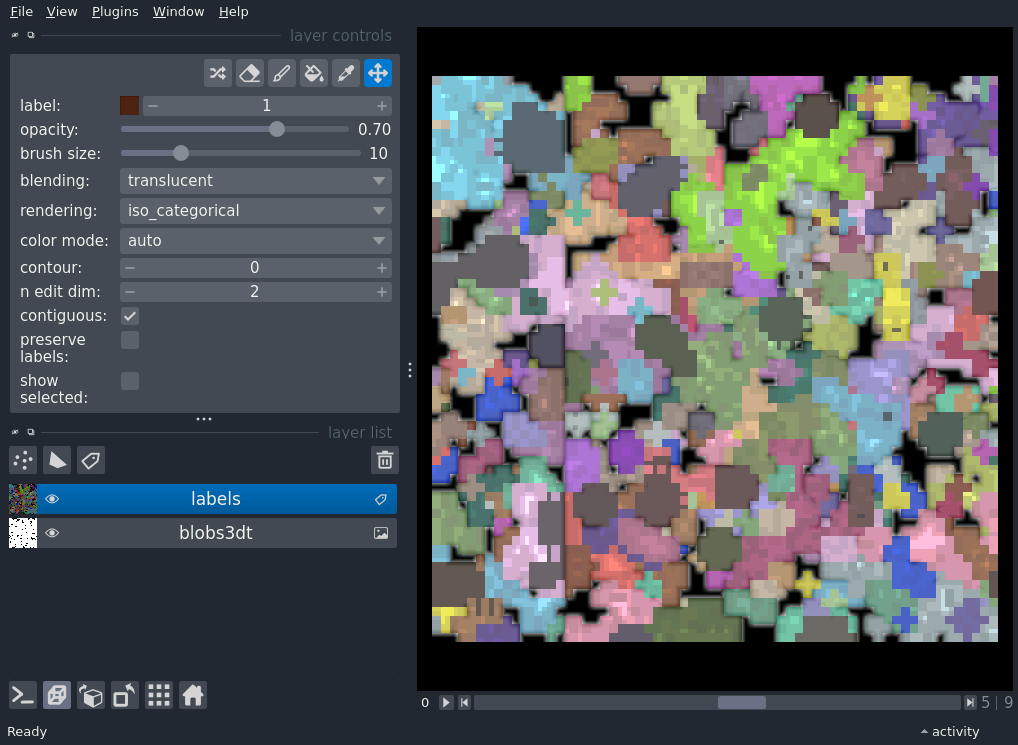 File View Plugins Window Help
layer controls
label: 1
opacity: 0.70
brush size: 10
blending: translucent
rendering: iso_categorical
color mode: auto
contour: 0
n edit dim: 2
contiguous:
preserve
labels:
show
selected:
layer list
labels
blobs3dt
0 5 | 9
Ready activity